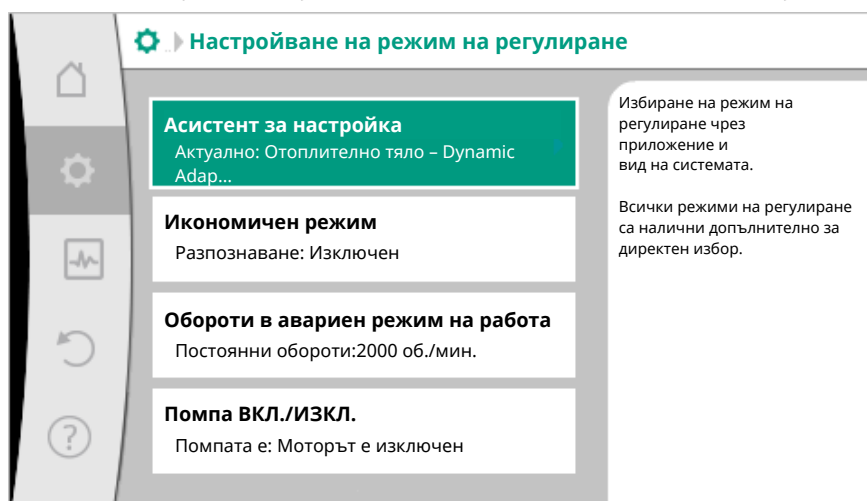 Настройване на режим на регулиране
Асистент за настройка
Актуално: Отоплително тяло – Dynamic
Adap...
Икономичен режим
Разпознаване: Изключен
Обороти в авариен режим на работа
Постоянни обороти:2000 об./мин.
Помпа ВКЛ./ИЗКЛ.
Помпата е: Моторът е изключен
Избиране на режим на
регулиране чрез
приложение и
вид на системата.
Всички режими на регулиране
са налични допълнително за
директен избор.
?